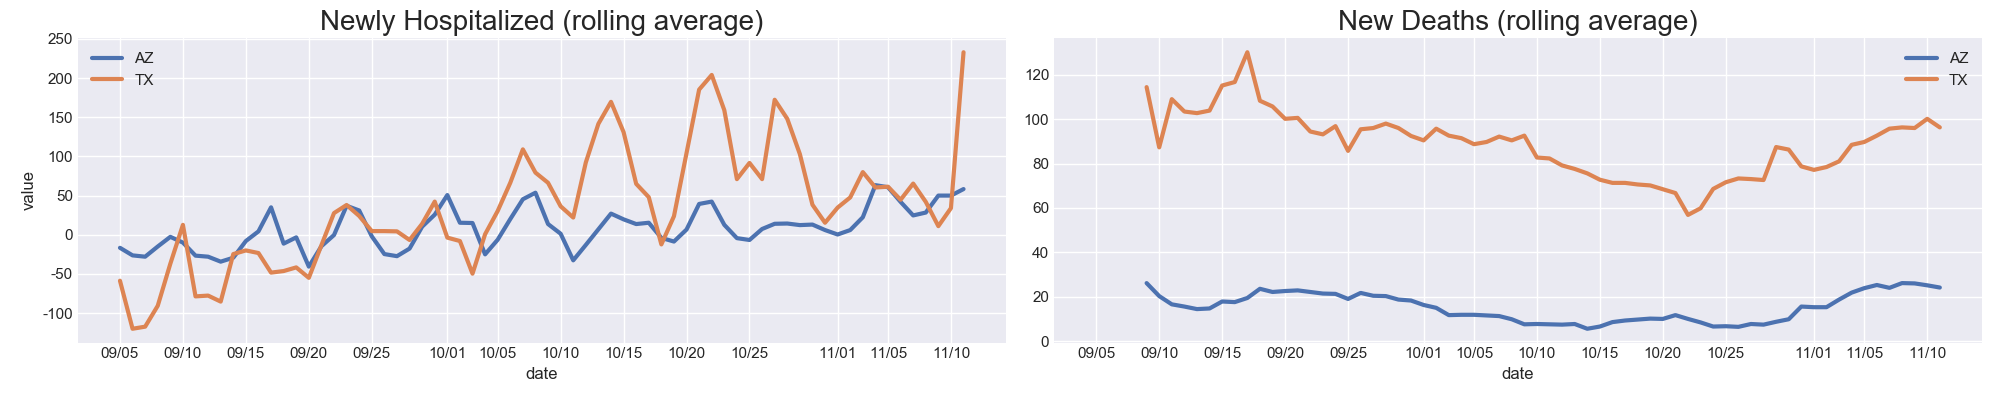 Newly Hospitalized (rolling average)
250
200
150
100
50
0
-50
-100
value
AZ
TX
09/05 09/10 09/15 09/20 09/25 10/01 10/05 10/10 10/15 10/20 10/25 11/01 11/05 11/10
date
New Deaths (rolling average)
120
100
80
60
40
20
0
AZ
TX
09/05 09/10 09/15 09/20 09/25 10/01 10/05 10/10 10/15 10/20 10/25 11/01 11/05 11/10
date